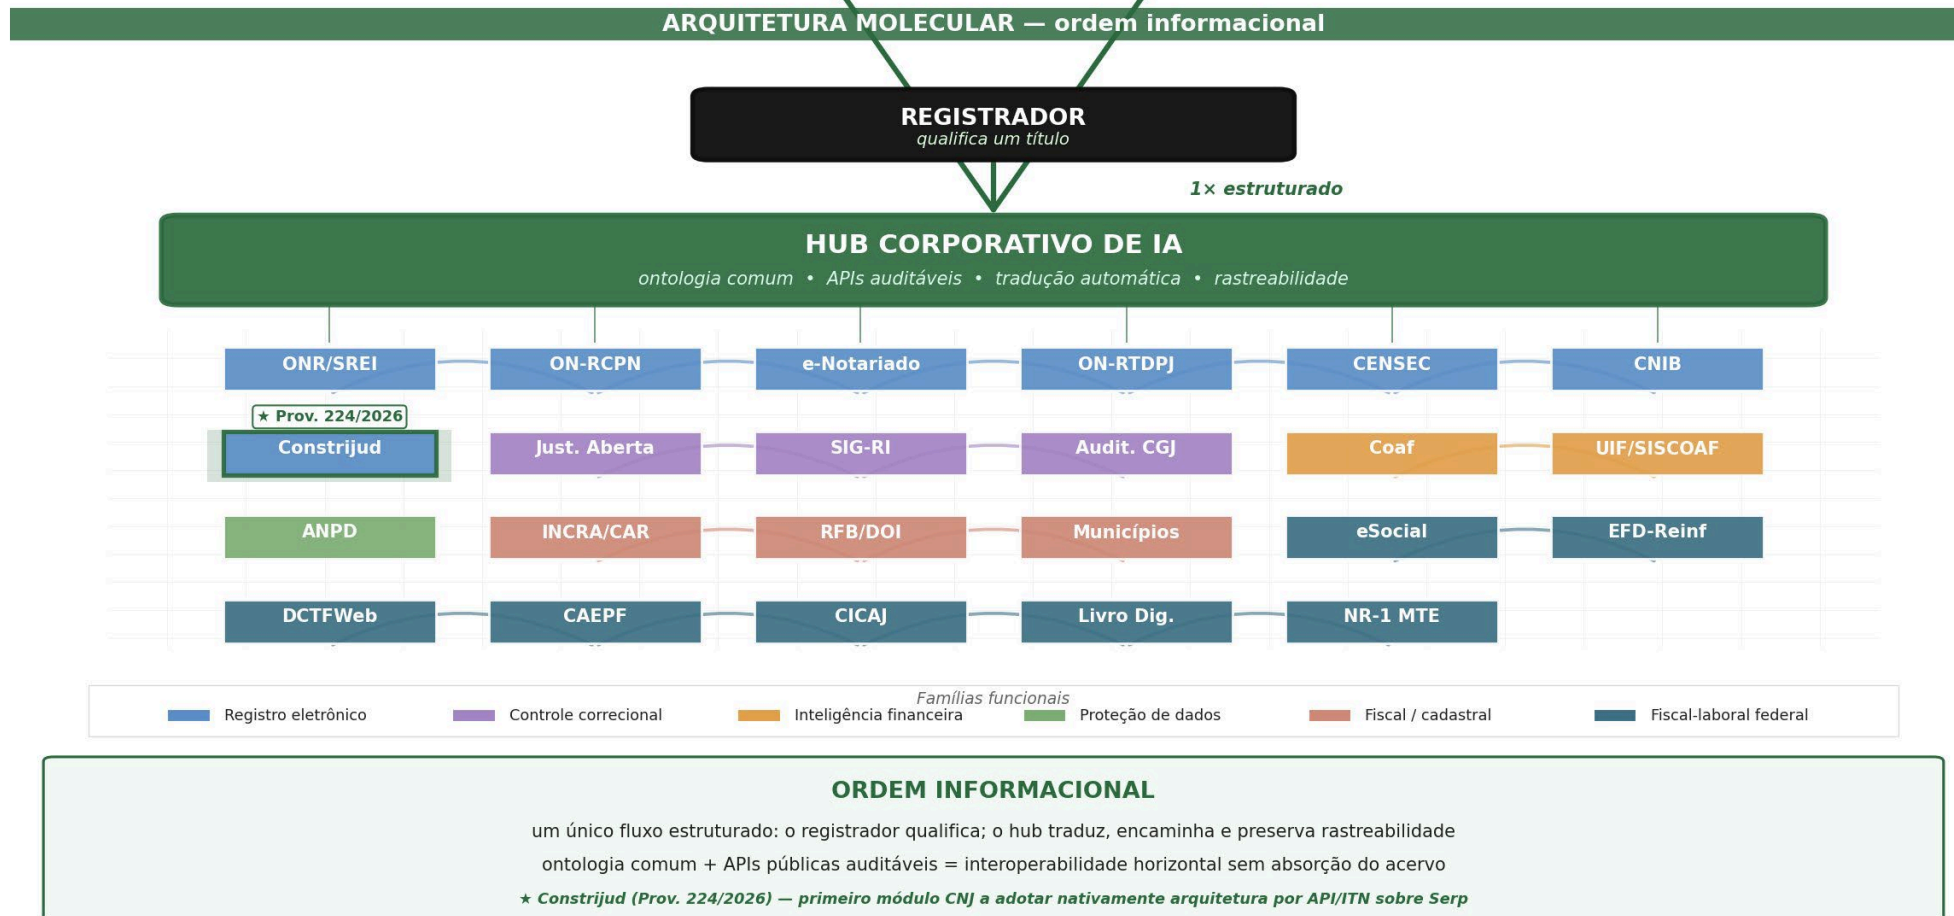 ARQUITETURA MOLECULAR — ordem informacional
REGISTRADOR
qualifica um título
1× estruturado
HUB CORPORATIVO DE IA
ontologia comum • APIs auditáveis • tradução automática • rastreabilidade
ONR/SREI ON-RCPN e-Notariado ON-RTDPJ CENSEC CNIB
★ Prov. 224/2026
Constrijud Just. Aberta SIG-RI Audit. CGJ Coaf UIF/SISCOAF
ANPD INCRA/CAR RFB/DOI Municípios eSocial EFD-Reinf
DCTFWeb CAEPF CICAJ Livro Dig. NR-1 MTE
Famílias funcionais
Registro eletrônico Controle correcional Inteligência financeira Proteção de dados Fiscal / cadastral Fiscal-laboral federal
ORDEM INFORMACIONAL
um único fluxo estruturado: o registrador qualifica; o hub traduz, encaminha e preserva rastreabilidade
ontologia comum + APIs públicas auditáveis = interoperabilidade horizontal sem absorção do acervo
★ Constrijud (Prov. 224/2026) — primeiro módulo CNJ a adotar nativamente arquitetura por API/ITN sobre Serp